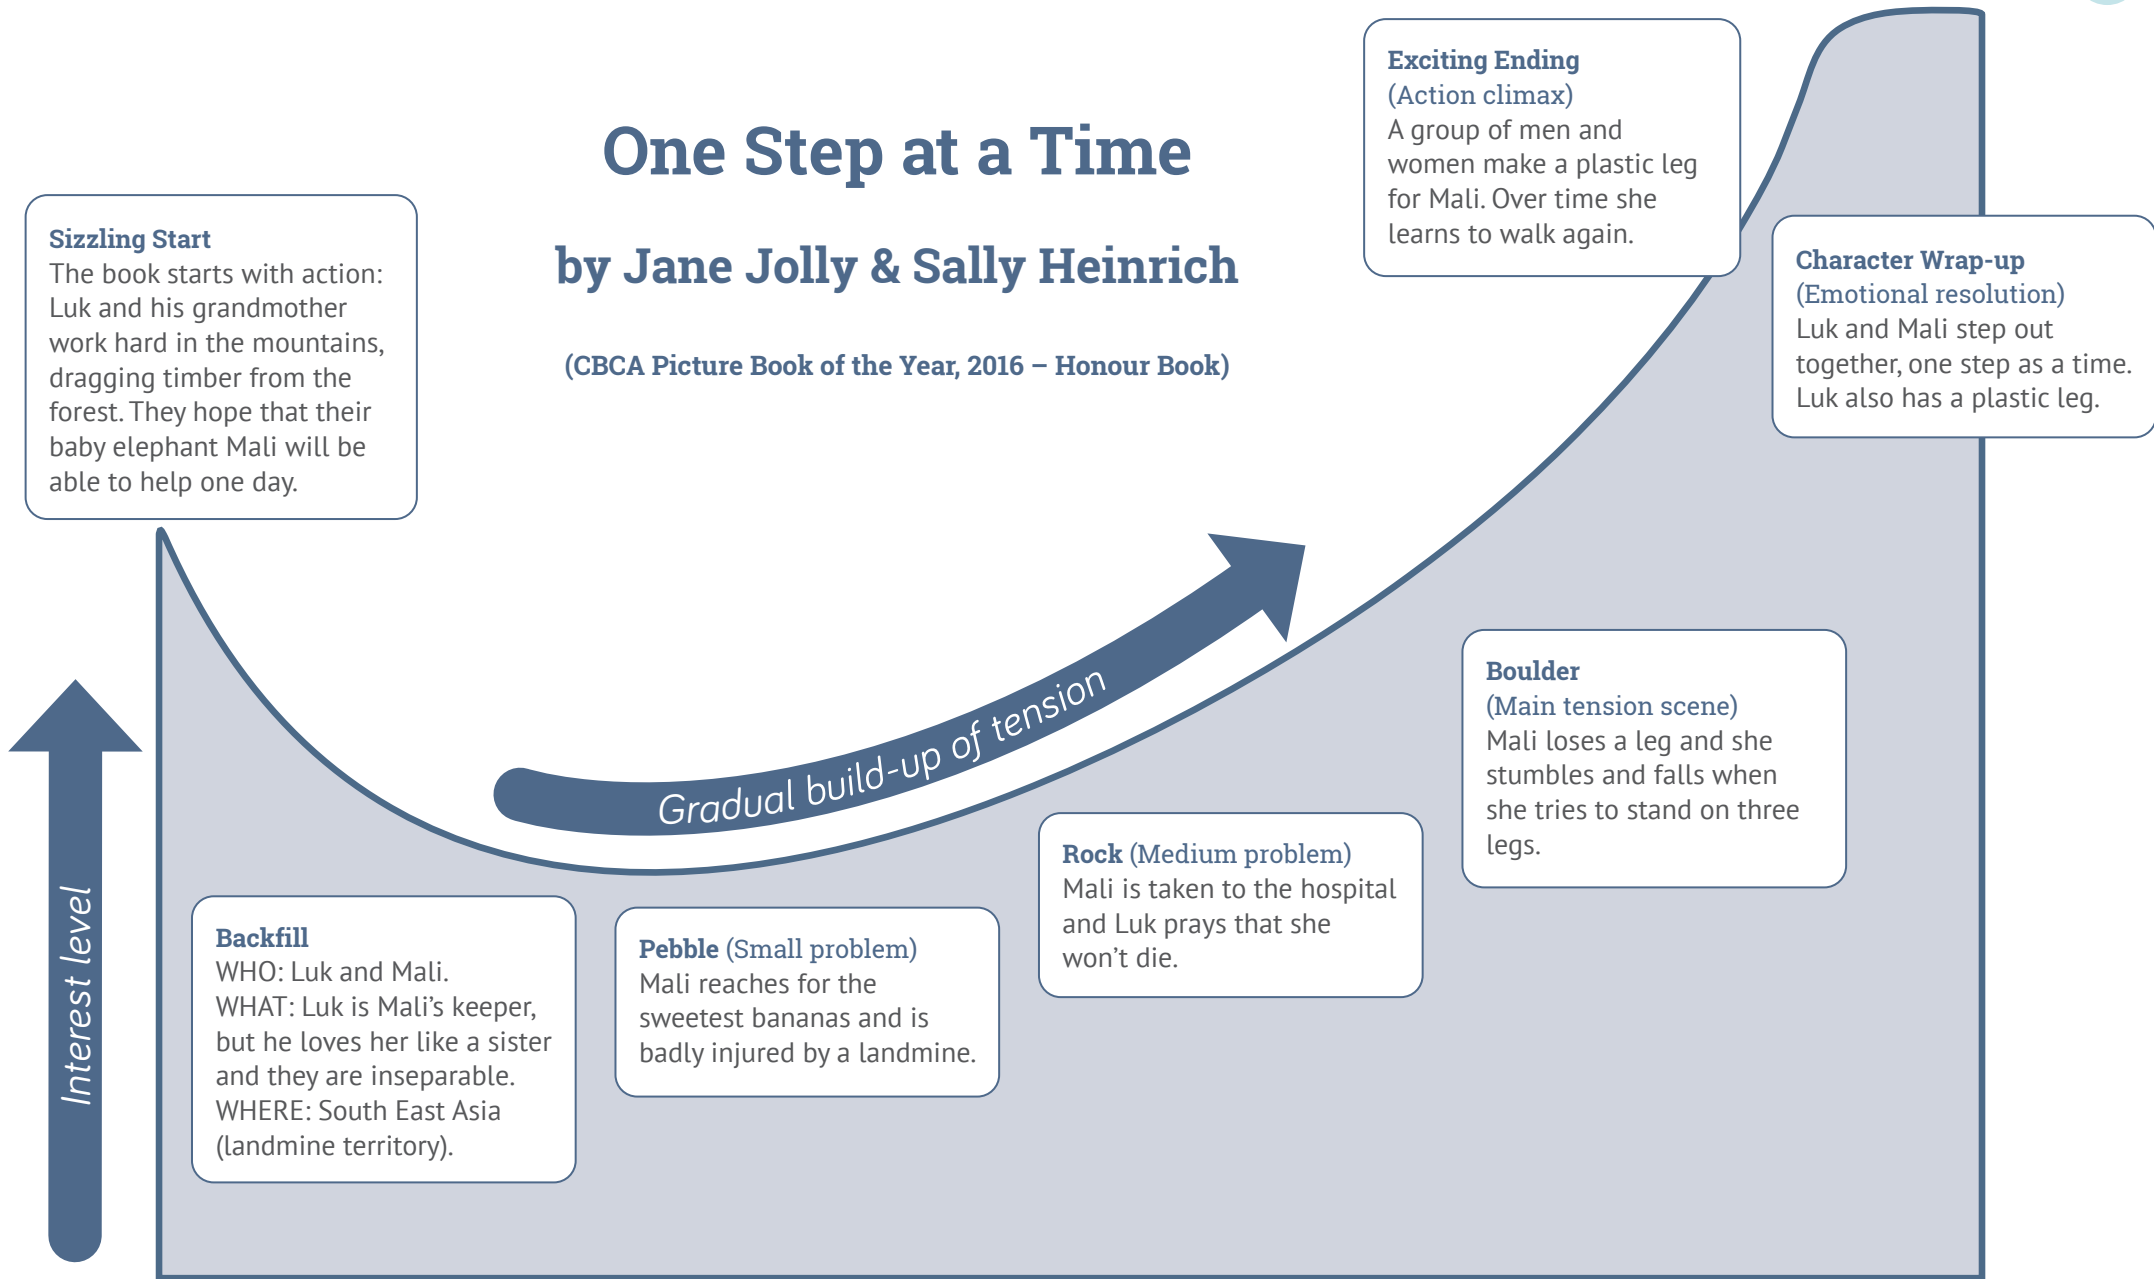 One Step at a Time
by Jane Jolly & Sally Heinrich
(CBCA Picture Book of the Year, 2016 – Honour Book)
Sizzling Start
The book starts with action:
Luk and his grandmother
work hard in the mountains,
dragging timber from the
forest. They hope that their
baby elephant Mali will be
able to help one day.
Interest level
Backfill
WHO: Luk and Mali.
WHAT: Luk is Mali’s keeper,
but he loves her like a sister
and they are inseparable.
WHERE: South East Asia
(landmine territory).
Gradual build-up of tension
Pebble (Small problem)
Mali reaches for the
sweetest bananas and is
badly injured by a landmine.
Rock (Medium problem)
Mali is taken to the hospital
and Luk prays that she
won’t die.
Boulder
(Main tension scene)
Mali loses a leg and she
stumbles and falls when
she tries to stand on three
legs.
Exciting Ending
(Action climax)
A group of men and
women make a plastic leg
for Mali. Over time she
learns to walk again.
Character Wrap-up
(Emotional resolution)
Luk and Mali step out
together, one step as a time.
Luk also has a plastic leg.